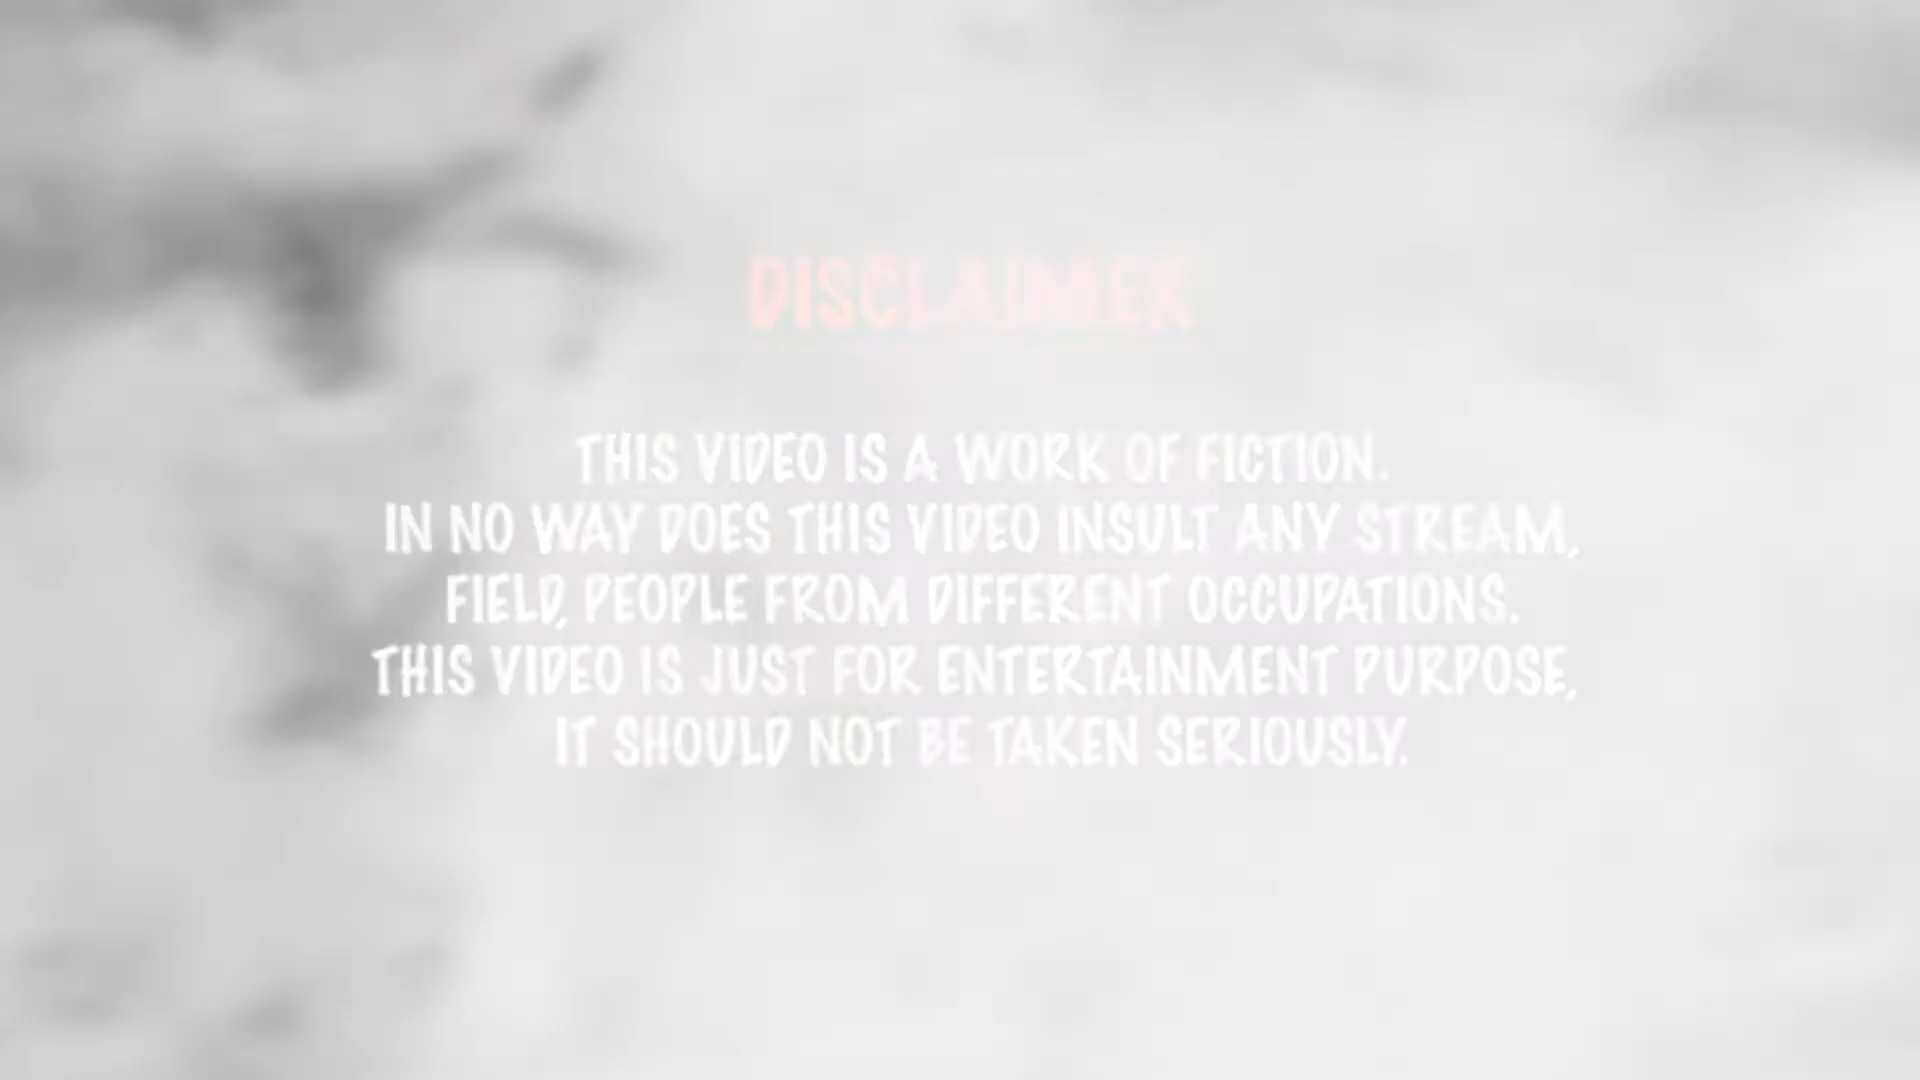 DISCLAIMER
THIS VIDEO IS A WORK OF FICTION.
IN NO WAY DOES THIS VIDEO INSULT ANY STREAM,
FIELD, PEOPLE FROM DIFFERENT OCCUPATIONS.
THIS VIDEO IS JUST FOR ENTERTAINMENT PURPOSE,
IT SHOULD NOT BE TAKEN SERIOUSLY.